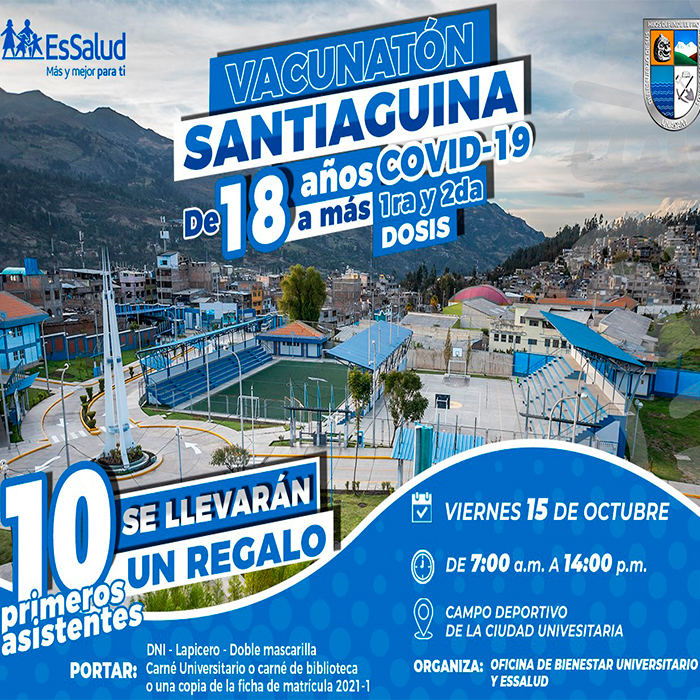 EsSalud
Más y mejor para ti
VACUNATÓN
SANTIAGUINA
De 18 años a más
COVID-19
1ra y 2da
DOSIS
10 primeros asistentes
SE LLEVARÁN
UN REGALO
VIERNES 15 DE OCTUBRE
DE 7:00 a.m. A 14:00 p.m.
CAMPO DEPORTIVO
DE LA CIUDAD UNIVESITARIA
PORTAR:
DNI - Lapicero - Doble mascarilla
Carné Universitario o carné de biblioteca
o una copia de la ficha de matrícula 2021-1
ORGANIZA: OFICINA DE BIENESTAR UNIVERSITARIO
Y ESSALUD